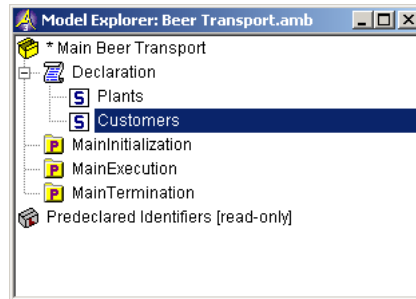 Model Explorer: Beer Transport.amb
* Main Beer Transport
Declaration
S Plants
S Customers
P MainInitialization
P MainExecution
P MainTermination
Predeclared Identifiers [read-only]